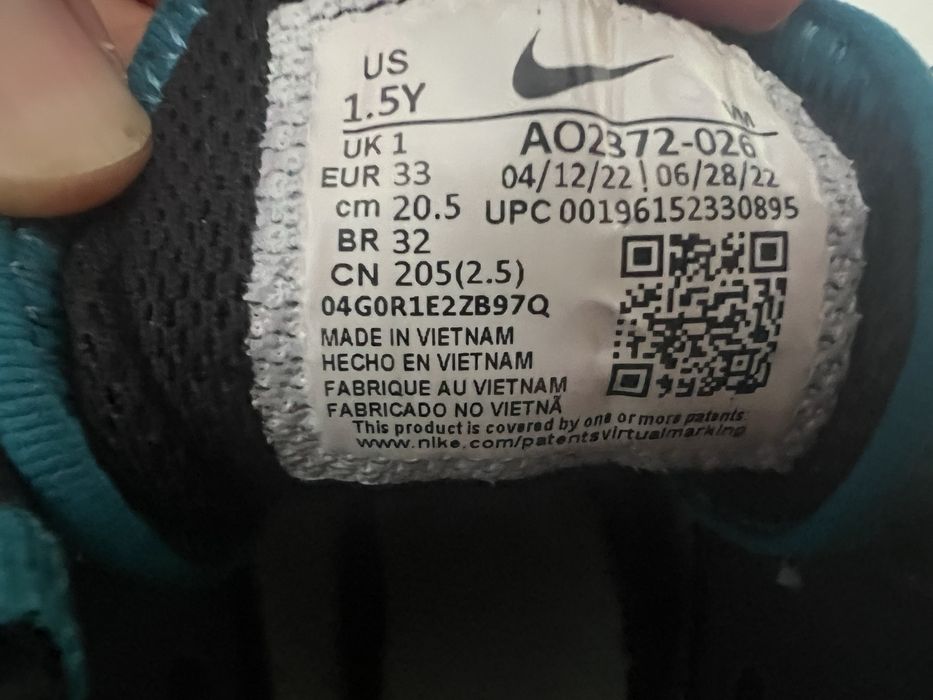 US
1.5Y
UK 1
EUR 33
cm 20.5
BR 32
CN 205(2.5)
VM
AO2372-026
04/12/22 | 06/28/22
UPC 00196152330895
04G0R1E2ZB97Q
MADE IN VIETNAM
HECHO EN VIETNAM
FABRIQUE AU VIETNAM
FABRICADO NO VIETNÃ
This product is covered by one or more patents:
www.nike.com/patentsvirtualmarking